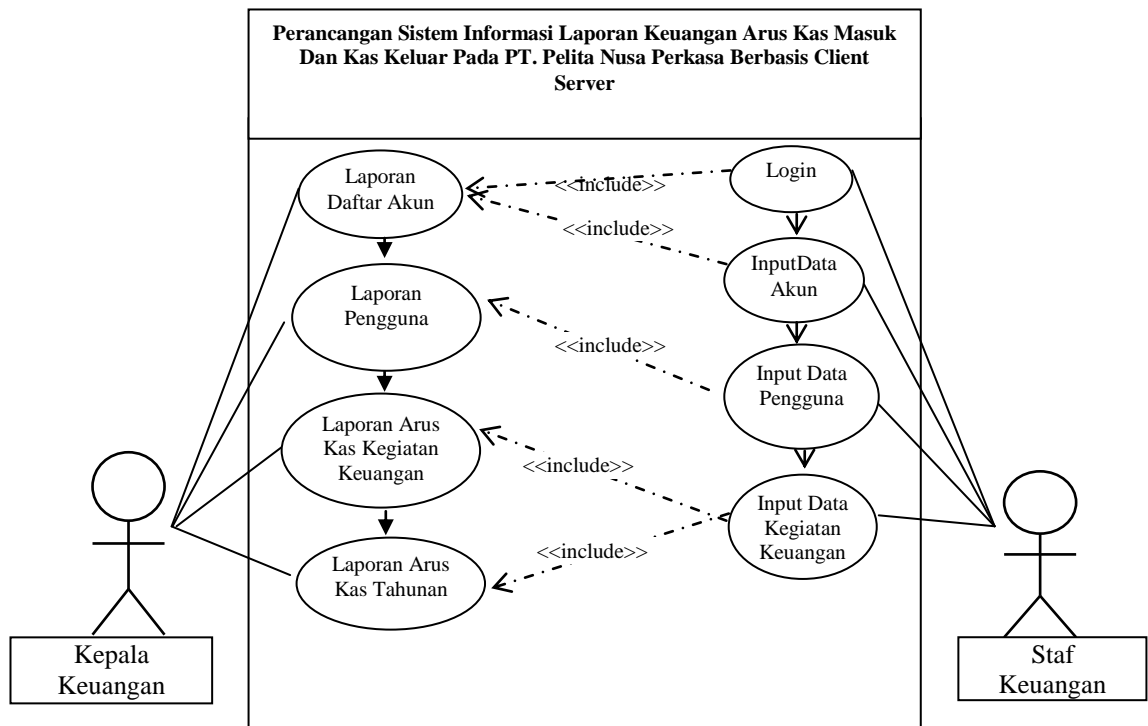 Perancangan Sistem Informasi Laporan Keuangan Arus Kas Masuk
Dan Kas Keluar Pada PT. Pelita Nusa Perkasa Berbasis Client
Server
Laporan
Daftar Akun
<<include>>
Login
<<include>>
InputData
Akun
Laporan
Pengguna
<<include>>
Input Data
Pengguna
Laporan Arus
Kas Kegiatan
Keuangan
<<include>>
Input Data
Kegiatan
Keuangan
<<include>>
Laporan Arus
Kas Tahunan
Kepala
Keuangan
Staf
Keuangan